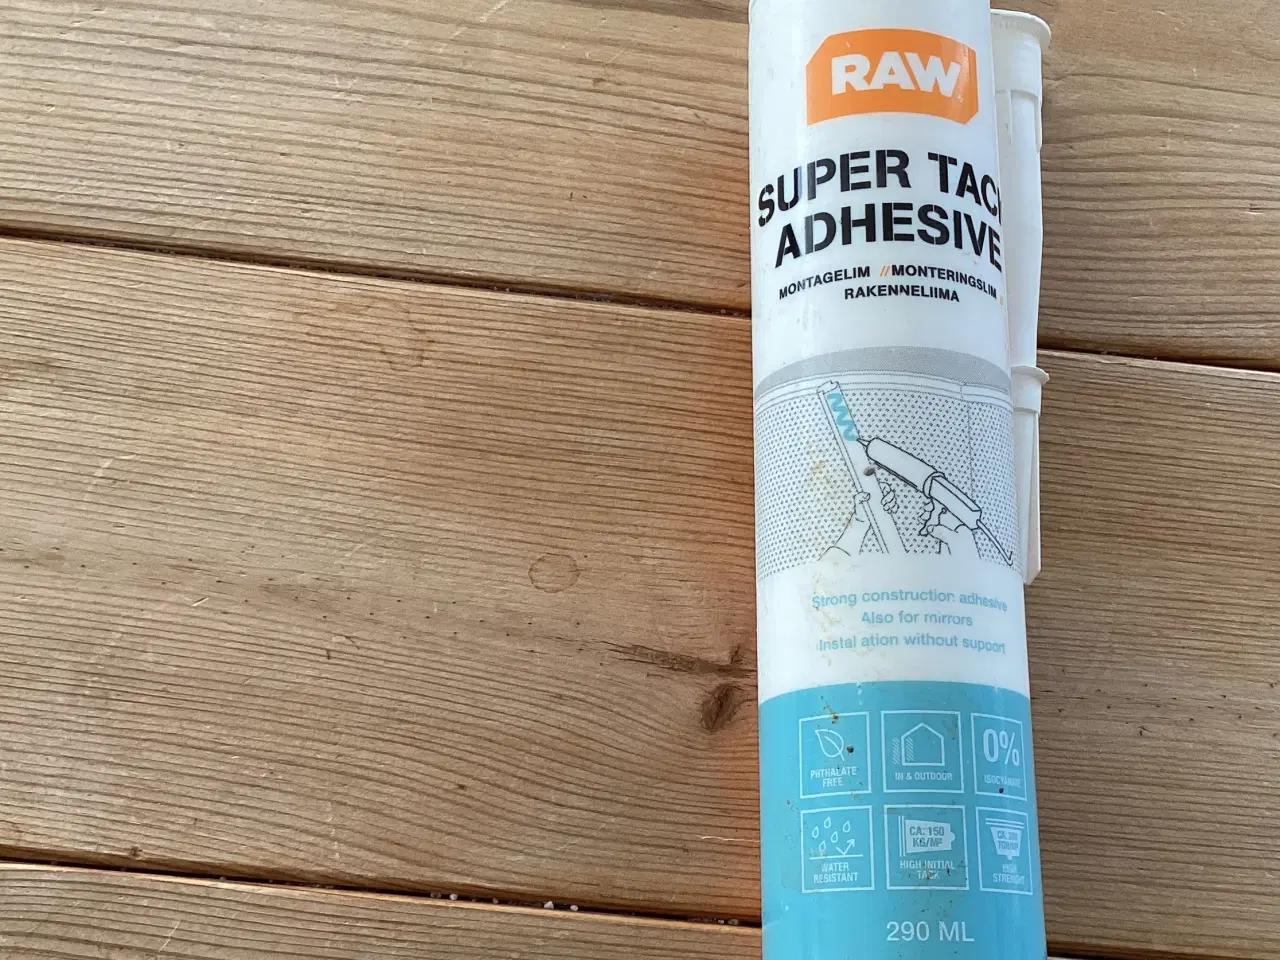 RAW
SUPER TAC
ADHESIVE
MONTAGELIM // MONTERINGSLIM
RAKENNELIIMA
Strong construction adhesive
Also for mirrors
Instal ation without support
PHTHALATE
FREE
IN & OUTDOOR
0%
ISOCYANATE
WATER
RESISTANT
CA. 150
KG/M²
HIGH INITIAL
TACK
HIGH
STRENGHT
290 ML